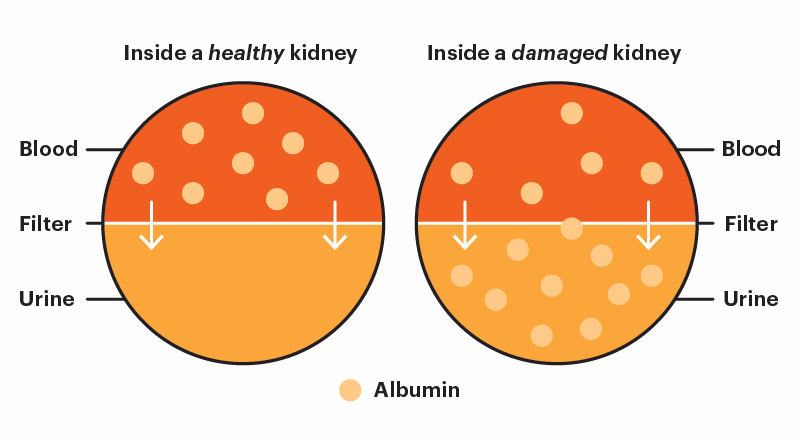 Inside a healthy kidney
Inside a damaged kidney
Blood
Filter
Urine
Blood
Filter
Urine
Albumin